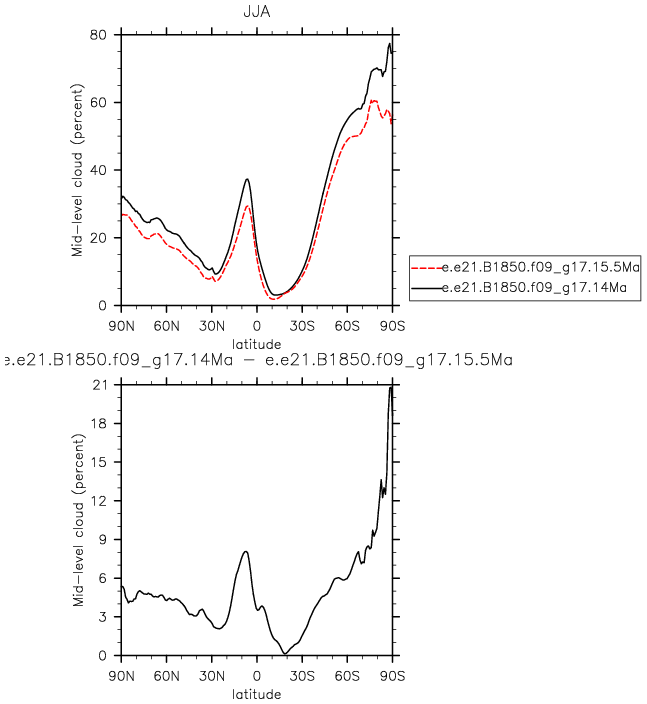 JJA
80
60
40
20
0
Mid-level cloud (percent)
90N 60N 30N 0 30S 60S 90S
latitude
e.e21.B1850.f09_g17.15.5Ma
e.e21.B1850.f09_g17.14Ma
e.e21.B1850.f09_g17.14Ma - e.e21.B1850.f09_g17.15.5Ma
21
18
15
12
9
6
3
0
Mid-level cloud (percent)
90N 60N 30N 0 30S 60S 90S
latitude